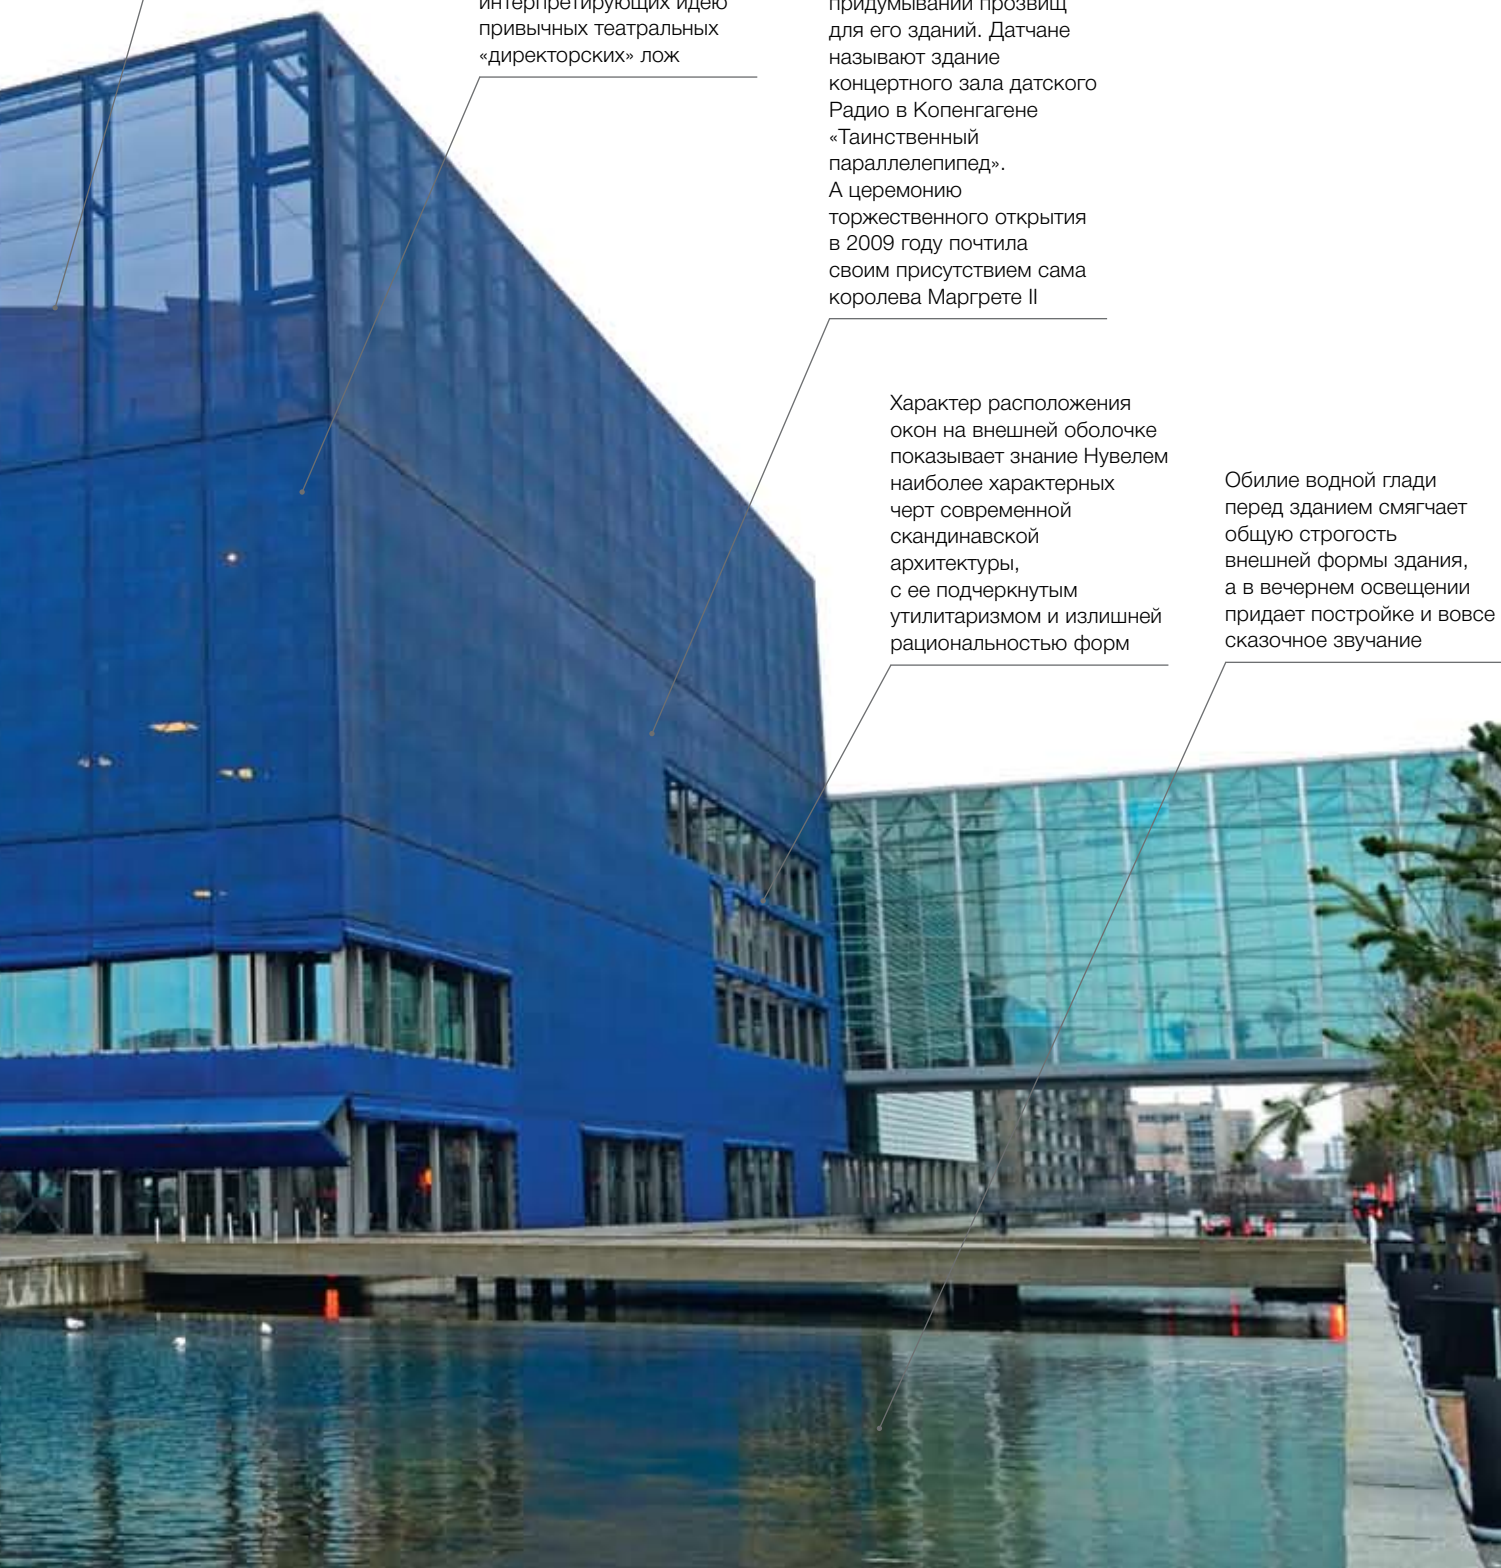 интерпретирующих идею
привычных театральных
«директорских» лож
придумывании прозвищ
для его зданий. Датчане
называют здание
концертного зала датского
Радио в Копенгагене
«Таинственный
параллелепипед».
А церемонию
торжественного открытия
в 2009 году почтила
своим присутствием сама
королева Маргрете II
Характер расположения
окон на внешней оболочке
показывает знание Нувелем
наиболее характерных
черт современной
скандинавской
архитектуры,
с ее подчеркнутым
утилитаризмом и излишней
рациональностью форм
Обилие водной глади
перед зданием смягчает
общую строгость
внешней формы здания,
а в вечернем освещении
придает постройке и вовсе
сказочное звучание